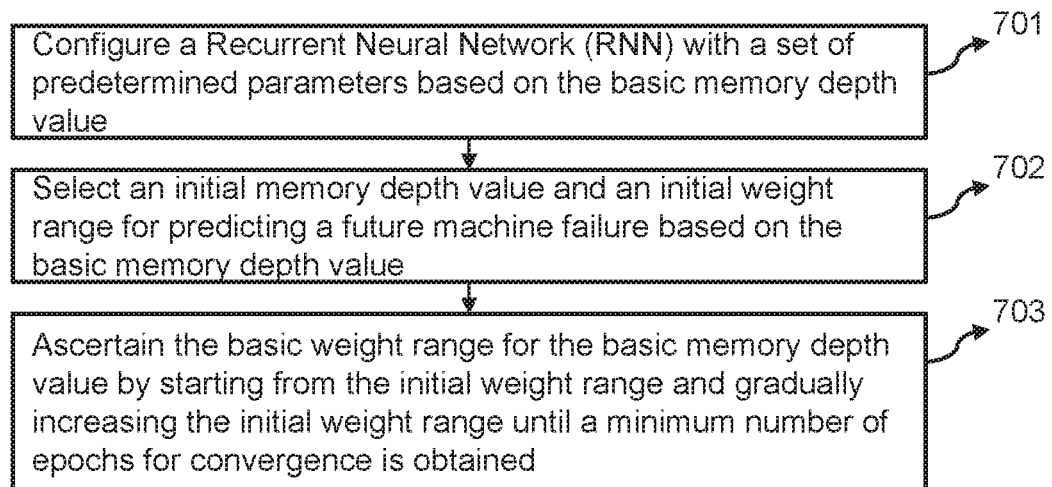 701
Configure a Recurrent Neural Network (RNN) with a set of
predetermined parameters based on the basic memory depth
value
702
Select an initial memory depth value and an initial weight
range for predicting a future machine failure based on the
basic memory depth value
703
Ascertain the basic weight range for the basic memory depth
value by starting from the initial weight range and gradually
increasing the initial weight range until a minimum number of
epochs for convergence is obtained